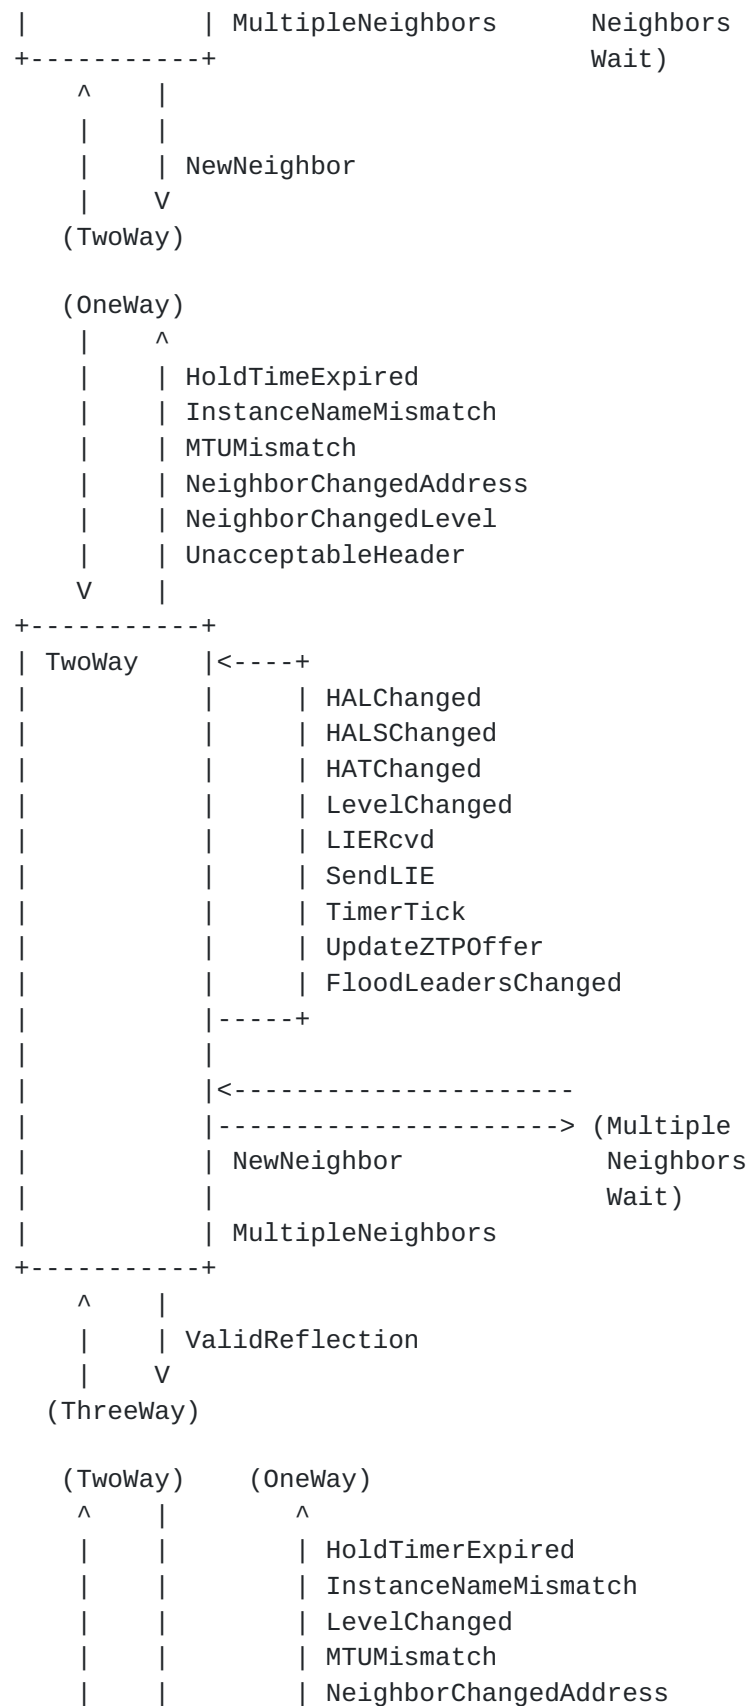 |           | MultipleNeighbors      Neighbors
+-----------+                        Wait)
    ^    |
    |    |
    |    | NewNeighbor
    |    V
   (TwoWay)

   (OneWay)
    |    ^
    |    | HoldTimeExpired
    |    | InstanceNameMismatch
    |    | MTUMismatch
    |    | NeighborChangedAddress
    |    | NeighborChangedLevel
    |    | UnacceptableHeader
    V    |
+-----------+
| TwoWay    |<----+
|           |     | HALChanged
|           |     | HALSChanged
|           |     | HATChanged
|           |     | LevelChanged
|           |     | LIERcvd
|           |     | SendLIE
|           |     | TimerTick
|           |     | UpdateZTPOffer
|           |     | FloodLeadersChanged
|           |-----+
|           |
|           |<----------------------
|           |----------------------> (Multiple
|           | NewNeighbor             Neighbors
|           |                         Wait)
|           | MultipleNeighbors
+-----------+
    ^    |
    |    | ValidReflection
    |    V
  (ThreeWay)

   (TwoWay)    (OneWay)
    ^    |        ^
    |    |        | HoldTimerExpired
    |    |        | InstanceNameMismatch
    |    |        | LevelChanged
    |    |        | MTUMismatch
    |    |        | NeighborChangedAddress